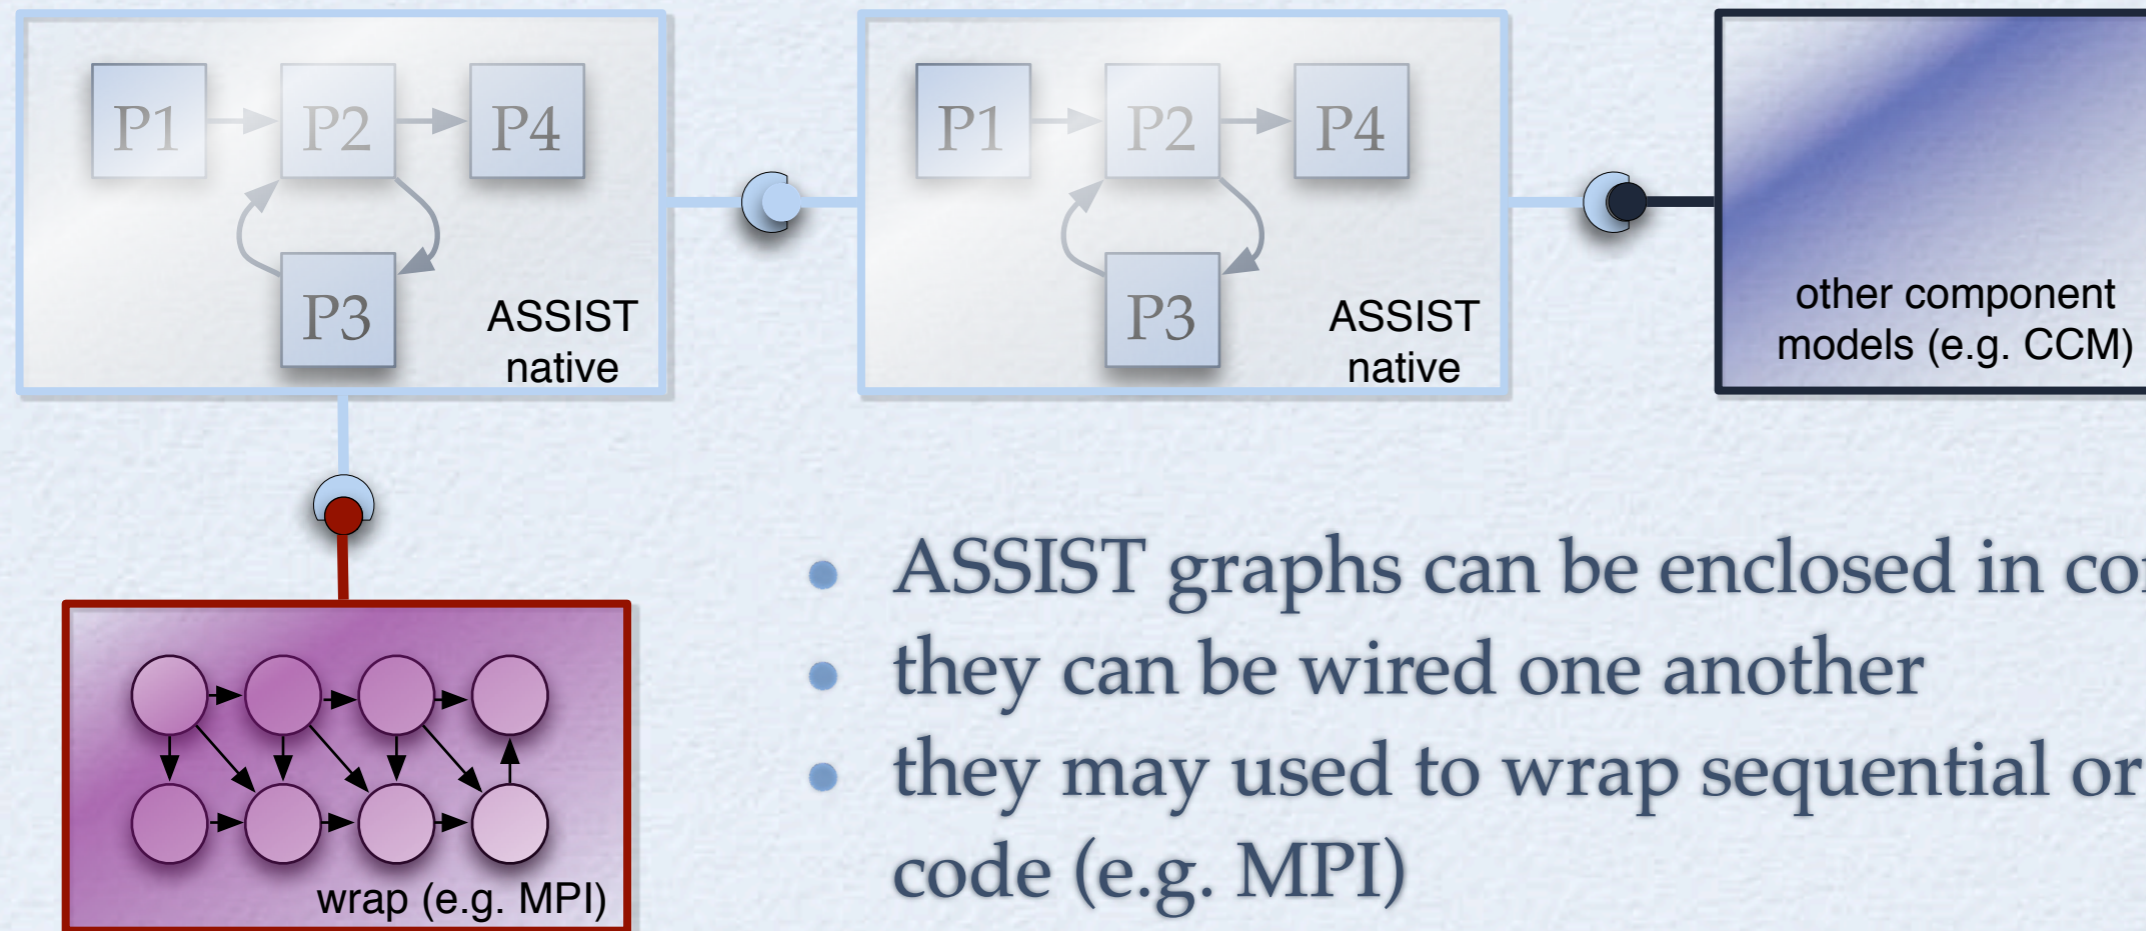 P1 P2 P4
P3
ASSIST
native
P1 P2 P4
P3
ASSIST
native
other component
models (e.g. CCM)
wrap (e.g. MPI)
• ASSIST graphs can be enclosed in
• they can be wired one another
• they may used to wrap sequential or
code (e.g. MPI)